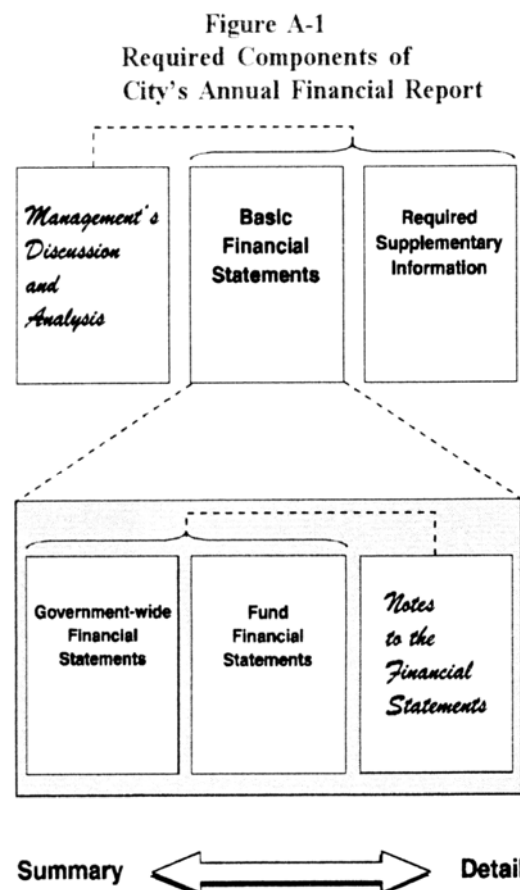 Figure A-1
Required Components of
City's Annual Financial Report
Management's
Discussion
and
Analysis
Basic
Financial
Statements
Required
Supplementary
Information
Government-wide
Financial
Statements
Fund
Financial
Statements
Notes
to the
Financial
Statements
Summary
Detail